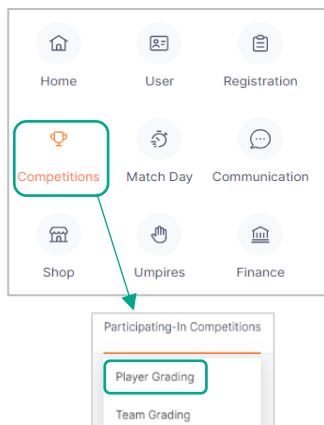 Home User Registration
Competitions Match Day Communication
Shop Umpires Finance
Participating-In Competitions
Player Grading
Team Grading